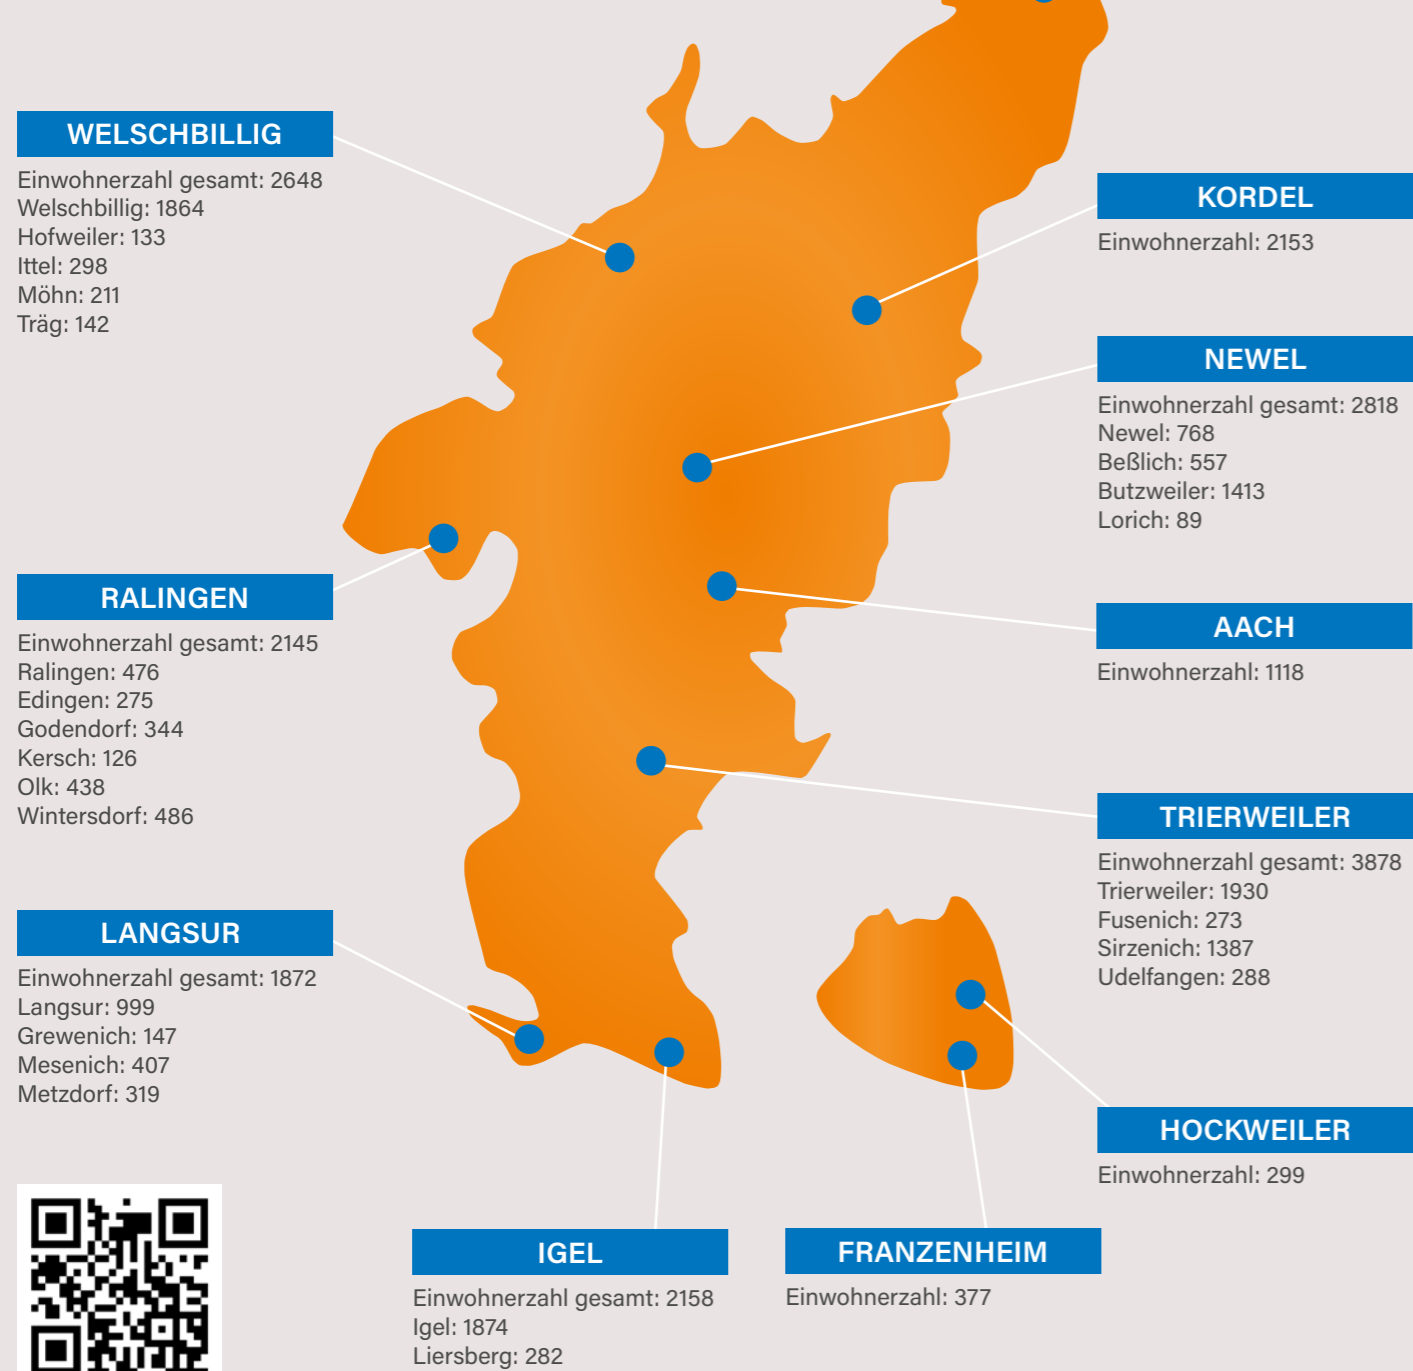 WELSCHBILLIG
Einwohnerzahl gesamt: 2648
Welschbillig: 1864
Hofweiler: 133
Ittel: 298
Möhn: 211
Träg: 142
KORDEL
Einwohnerzahl: 2153
NEWEL
Einwohnerzahl gesamt: 2818
Newel: 768
Beßlich: 557
Butzweiler: 1413
Lorich: 89
RALINGEN
Einwohnerzahl gesamt: 2145
Ralingen: 476
Edingen: 275
Godendorf: 344
Kersch: 126
Olk: 438
Wintersdorf: 486
AACH
Einwohnerzahl: 1118
TRIERWEILER
Einwohnerzahl gesamt: 3878
Trierweiler: 1930
Fusenich: 273
Sirzenich: 1387
Udelfangen: 288
LANGSUR
Einwohnerzahl gesamt: 1872
Langsur: 999
Grewenich: 147
Mesenich: 407
Metzdorf: 319
HOCKWEILER
Einwohnerzahl: 299
IGEL
Einwohnerzahl gesamt: 2158
Igel: 1874
Liersberg: 282
FRANZENHEIM
Einwohnerzahl: 377